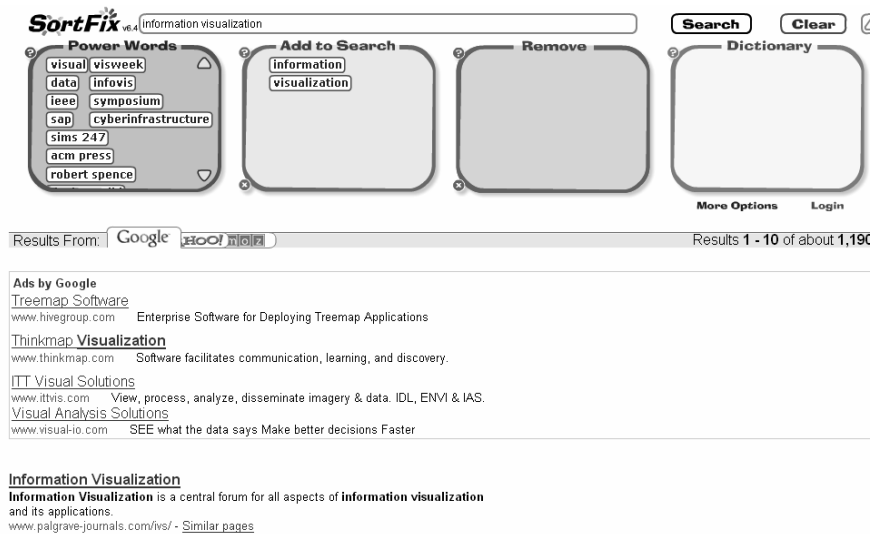 SortFix v6.4 information visualization Search Clear
Power Words Add to Search Remove Dictionary
visual visweek information
data infovis visualization
ieee symposium
sap cyberinfrastructure
sims 247
acm press
robert spence
More Options Login
Results From: Google HOO! moz Results 1 - 10 of about 1,190
Ads by Google
Treemap Software
www.hivegroup.com Enterprise Software for Deploying Treemap Applications
Thinkmap Visualization
www.thinkmap.com Software facilitates communication, learning, and discovery.
ITT Visual Solutions
www.ittvis.com View, process, analyze, disseminate imagery & data. IDL, ENVI & IAS.
Visual Analysis Solutions
www.visual-io.com SEE what the data says Make better decisions Faster
Information Visualization
Information Visualization is a central forum for all aspects of information visualization
and its applications.
www.palgrave-journals.com/ivs/ - Similar pages